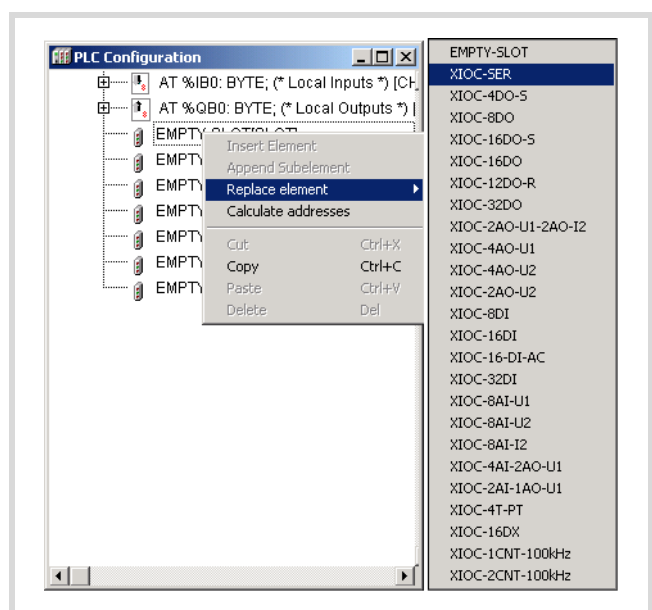 PLC Configuration
AT %IB0: BYTE; (* Local Inputs *) [CH
AT %QB0: BYTE; (* Local Outputs *) [
EMPTY-SLOT[SLOT]
EMPTY
EMPTY
EMPTY
EMPTY
EMPTY
EMPTY
Insert Element
Append Subelement
Replace element
Calculate addresses
Cut Ctrl+X
Copy Ctrl+C
Paste Ctrl+V
Delete Del
EMPTY-SLOT
XIOC-SER
XIOC-4DO-S
XIOC-8DO
XIOC-16DO-S
XIOC-16DO
XIOC-12DO-R
XIOC-32DO
XIOC-2AO-U1-2AO-I2
XIOC-4AO-U1
XIOC-4AO-U2
XIOC-2AO-U2
XIOC-8DI
XIOC-16DI
XIOC-16-DI-AC
XIOC-32DI
XIOC-8AI-U1
XIOC-8AI-U2
XIOC-8AI-I2
XIOC-4AI-2AO-U1
XIOC-2AI-1AO-U1
XIOC-4T-PT
XIOC-16DX
XIOC-1CNT-100kHz
XIOC-2CNT-100kHz